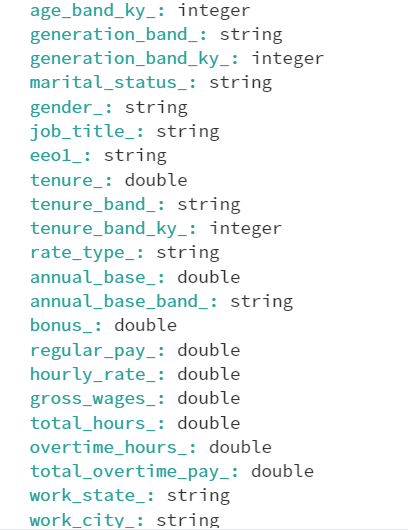 age_band_ky_: integer
generation_band_: string
generation_band_ky_: integer
marital_status_: string
gender_: string
job_title_: string
eeo1_: string
tenure_: double
tenure_band_: string
tenure_band_ky_: integer
rate_type_: string
annual_base_: double
annual_base_band_: string
bonus_: double
regular_pay_: double
hourly_rate_: double
gross_wages_: double
total_hours_: double
overtime_hours_: double
total_overtime_pay_: double
work_state_: string
work_city_: string